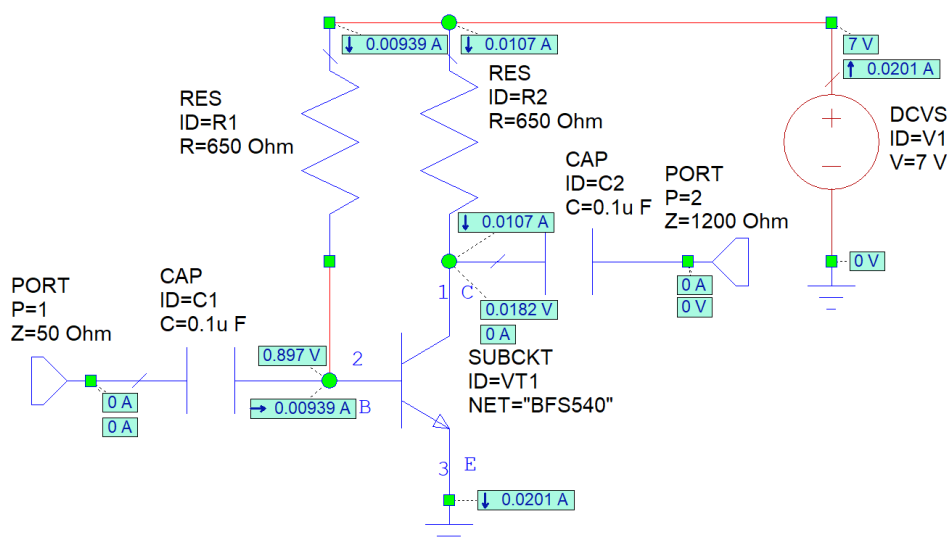 0.00939 A
0.0107 A
7 V
0.0201 A
RES
ID=R1
R=650 Ohm
RES
ID=R2
R=650 Ohm
DCVS
ID=V1
V=7 V
CAP
ID=C2
C=0.1u F
PORT
P=2
Z=1200 Ohm
0.0107 A
0 V
PORT
P=1
Z=50 Ohm
CAP
ID=C1
C=0.1u F
1 C
0 A
0 V
0.0182 V
0 A
0.897 V
2
SUBCKT
ID=VT1
NET="BFS540"
0 A
0 A
0.00939 A
B
3 E
0.0201 A